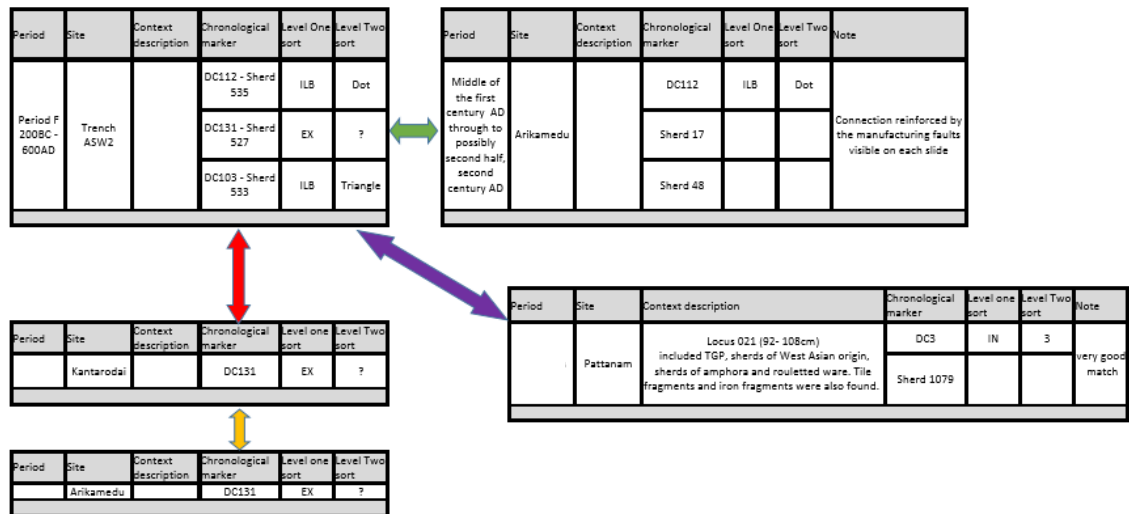 Period Site Context description Chronological marker Level One sort Level Two sort
Period F 200BC - 600AD Trench ASW2
DC112 - Sherd 535 ILB Dot
DC131 - Sherd 527 EX ?
DC103 - Sherd 533 ILB Triangle
Period Site Context description Chronological marker Level One sort Level Two sort Note
Middle of the first century AD through to possibly second half, second century AD
Arikamedu
DC112 ILB Dot
Sherd 17
Sherd 48
Connection reinforced by the manufacturing faults visible on each slide
Period Site Context description Chronological marker Level one sort Level Two sort Note
Pattanam
Locus 021 (92- 108cm)
included TGP, sherds of West Asian origin,
sherds of amphora and rouletted ware. Tile
fragments and iron fragments were also found.
DC3 IN 3
Sherd 1079
very good match
Period Site Context description Chronological marker Level one sort Level Two sort
Kantarodai DC131 EX ?
Period Site Context description Chronological marker Level one sort Level Two sort
Arikamedu DC131 EX ?